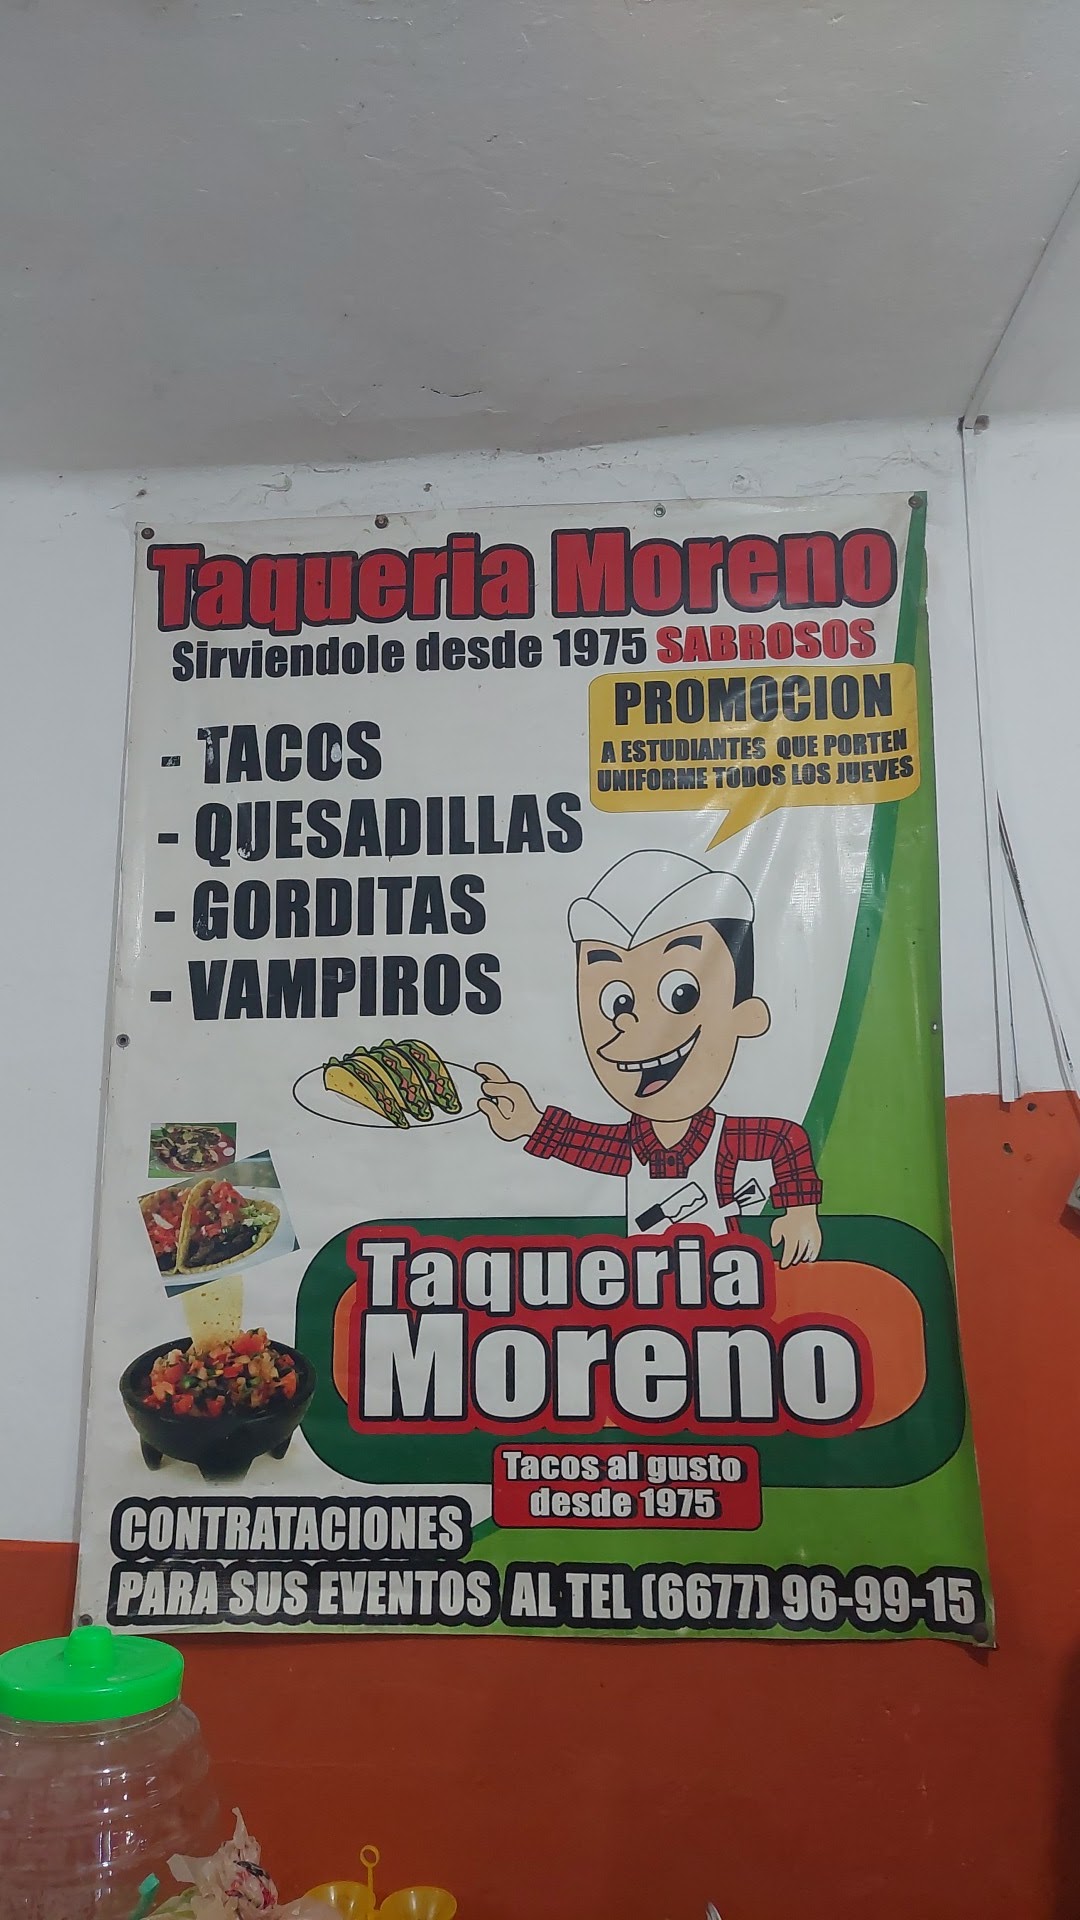 Taqueria Moreno
Sirviendole desde 1975 SABROSOS
PROMOCION
A ESTUDIANTES QUE PORTEN
UNIFORME TODOS LOS JUEVES
- TACOS
- QUESADILLAS
- GORDITAS
- VAMPIROS
Taqueria
Moreno
Tacos al gusto
desde 1975
CONTRATACIONES
PARA SUS EVENTOS AL TEL (6677) 96-99-15